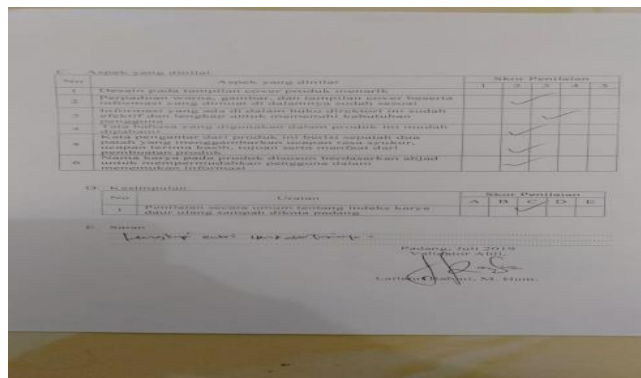 C. Aspek yang dinilai
No Aspek yang dinilai Skor Penilaian
1 2 3 4 5
1 Desain pada tampilan cover produk menarik
2 Perpaduan warna, gambar, dan tampilan cover beserta
informasi yang dimuat di dalamnya sudah sesuai
3 Informasi yang ada di dalam buku direktori ini sudah
efektif dan lengkap untuk memenuhi kebutuhan
pengguna
4 Tata bahasa yang digunakan dalam produk ini mudah
dipahami
5 Kata pengantar dari produk ini berisi sepatah dua
patah yang menggambarkan ucapan rasa syukur,
ucapan terima kasih, tujuan serta manfaat dari
pembuatan produk
6 Nama karya pada produk disusun berdasarkan abjad
untuk mempermudahkan pengguna dalam
menemukan informasi
D. Kesimpulan
No Uraian Skor Penilaian
A B C D E
1 Penilaian secara umum tentang indeks karya
daur ulang sampah dikota padang
E. Saran
Padang, Juli 2019
Validator Ahli,
M. Hum.